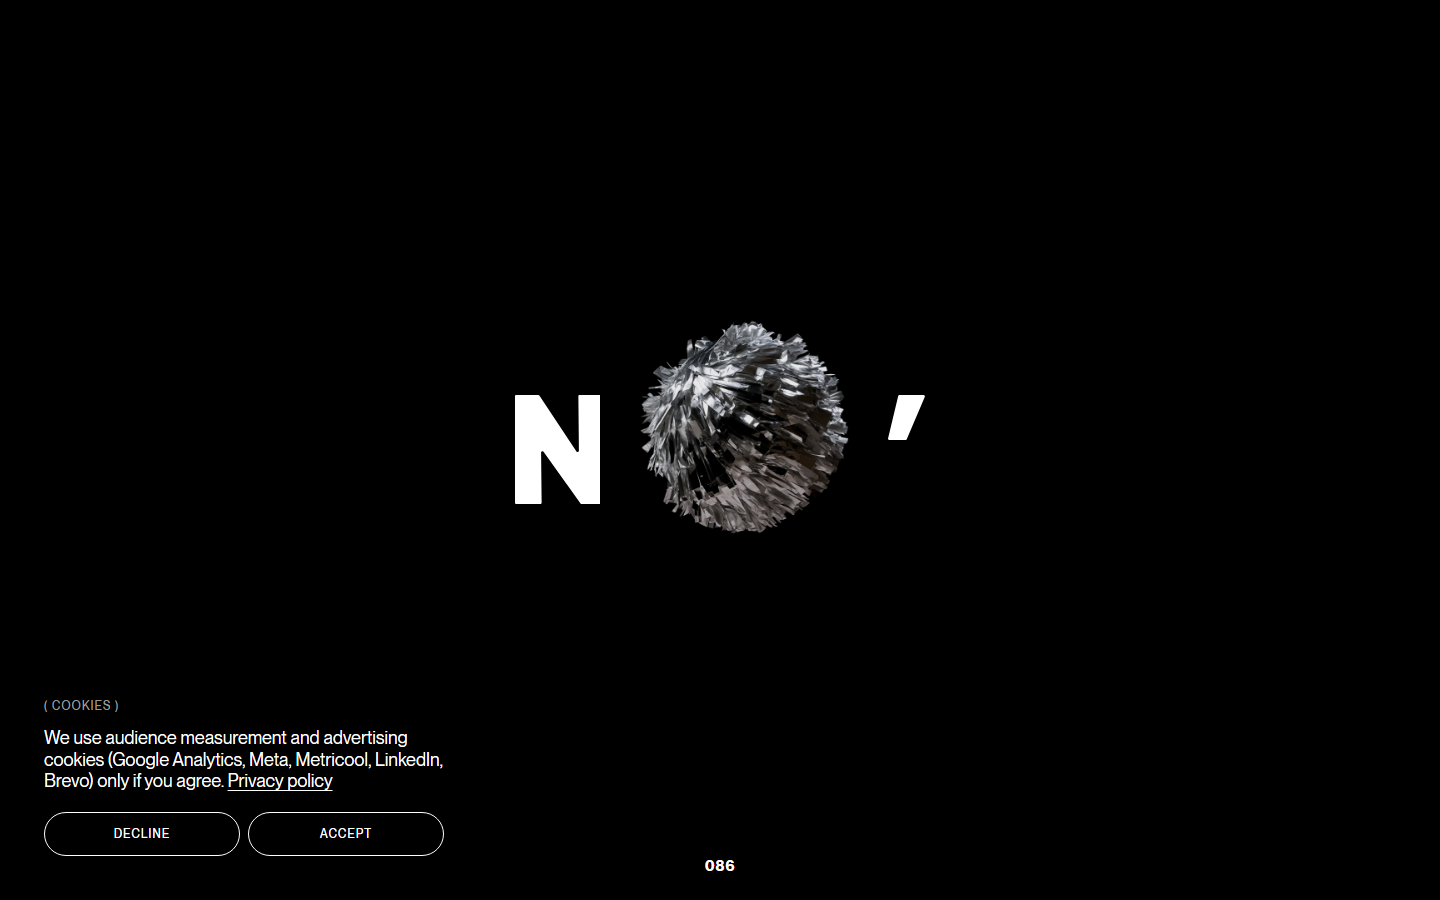 N ’
( COOKIES )
We use audience measurement and advertising
cookies (Google Analytics, Meta, Metricool, LinkedIn,
Brevo) only if you agree. Privacy policy
DECLINE
ACCEPT
086